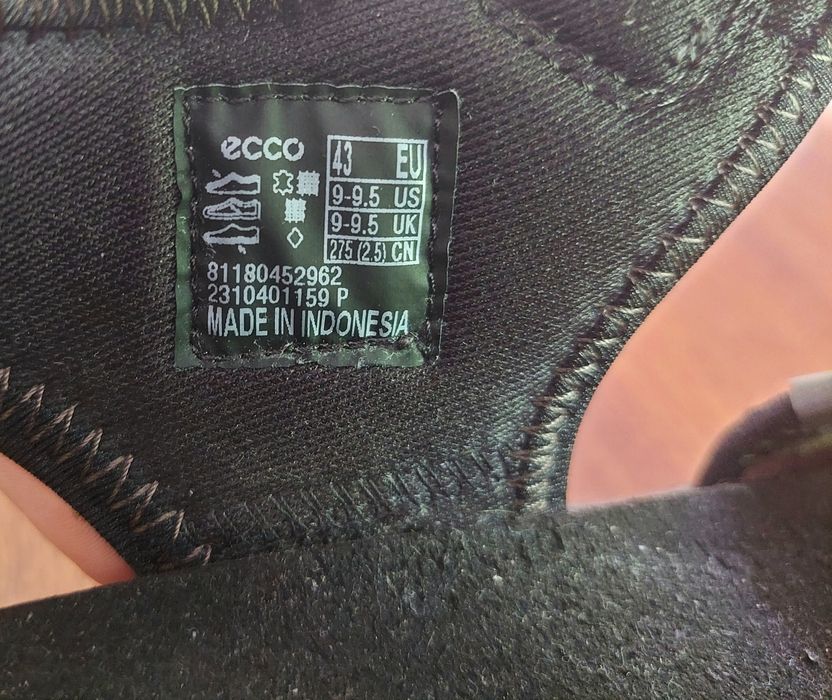 ecco
43 EU
9-9.5 US
9-9.5 UK
275 (2.5) CN
81180452962
2310401159 P
MADE IN INDONESIA